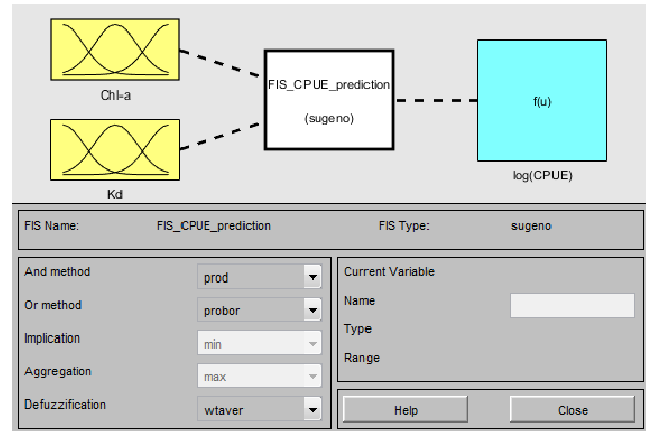 Chl-a
Kd
FIS_CPUE_prediction
(sugeno)
f(u)
log(CPUE)
FIS Name: FIS_CPUE_prediction FIS Type: sugeno
And method prod
Or method probor
Implication min
Aggregation max
Defuzzification wtaver
Current Variable
Name
Type
Range
Help Close